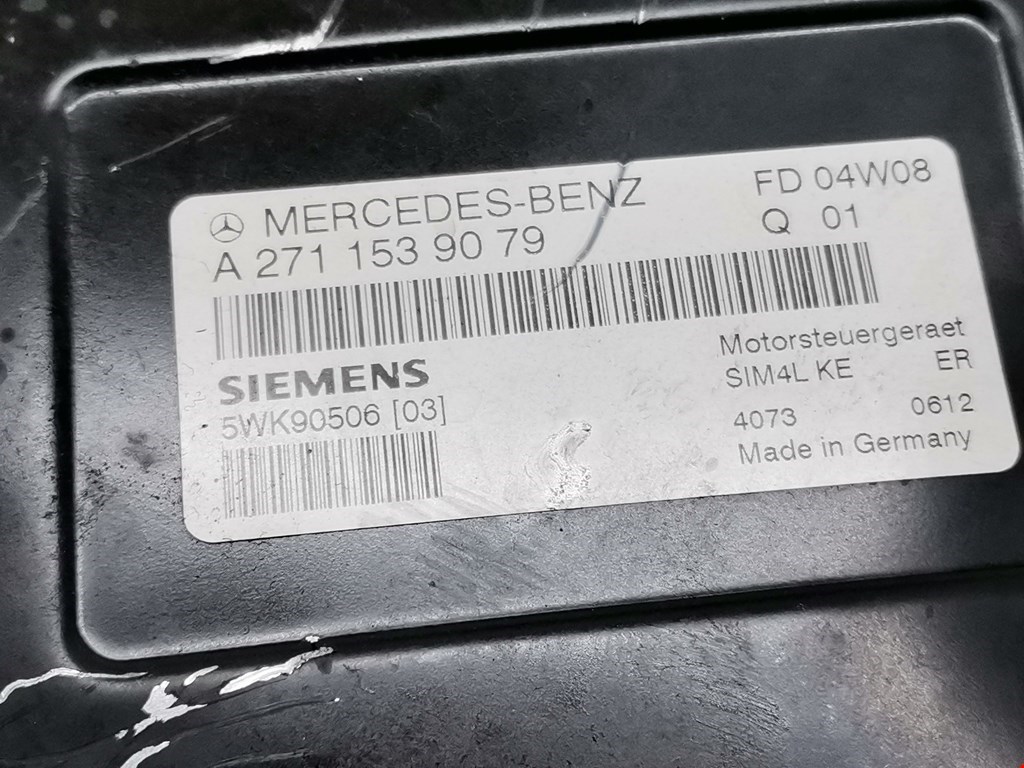 MERCEDES-BENZ FD 04W08
A 271 153 90 79 Q 01
SIEMENS
5WK90506 [03]
Motorsteuergeraet
SIM4L KE ER
4073 0612
Made in Germany